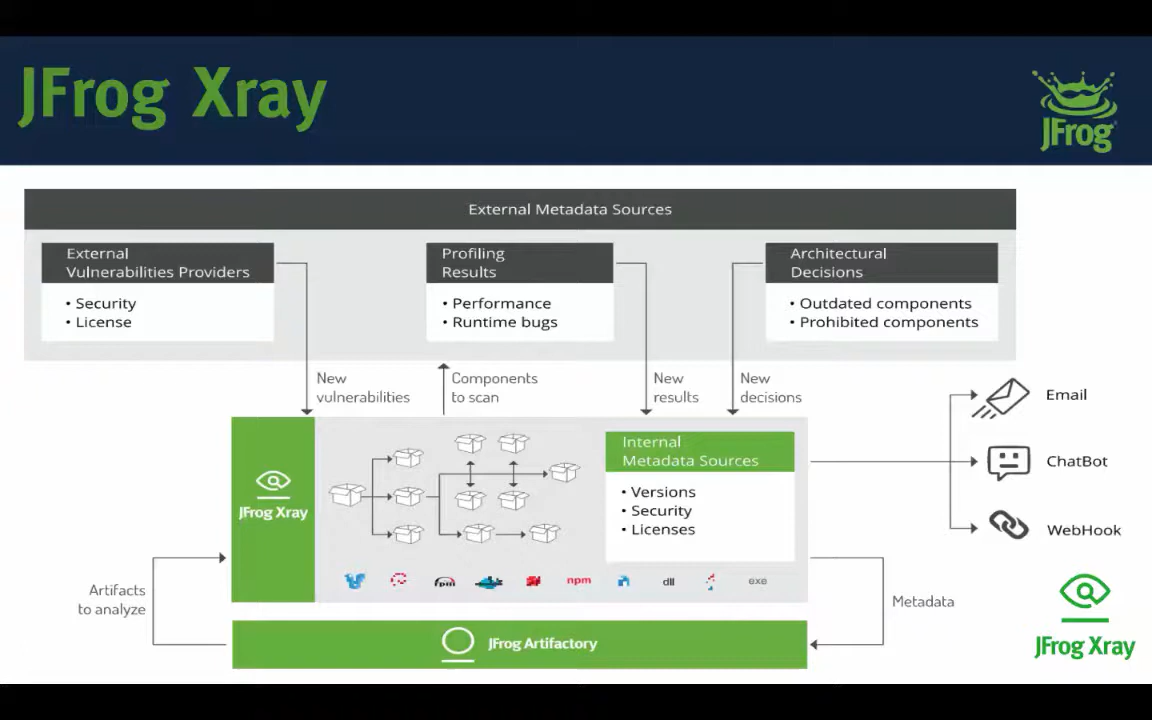 JFrog Xray
JFrog
External Metadata Sources
External
Vulnerabilities Providers
• Security
• License
Profiling
Results
• Performance
• Runtime bugs
Architectural
Decisions
• Outdated components
• Prohibited components
New
vulnerabilities
Components
to scan
New
results
New
decisions
JFrog Xray
Internal
Metadata Sources
• Versions
• Security
• Licenses
rpm
npm
dll
exe
Email
ChatBot
WebHook
Artifacts
to analyze
Metadata
JFrog Artifactory
JFrog Xray